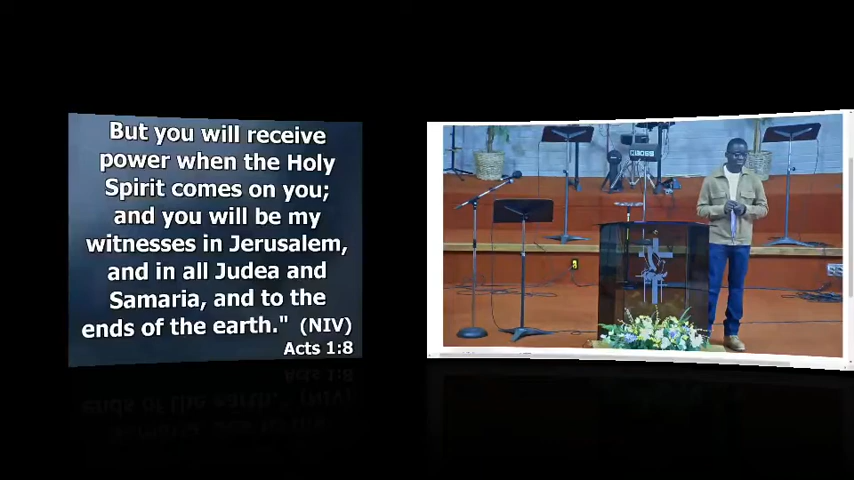 But you will receive
power when the Holy
Spirit comes on you;
and you will be my
witnesses in Jerusalem,
and in all Judea and
Samaria, and to the
ends of the earth." (NIV)
Acts 1:8